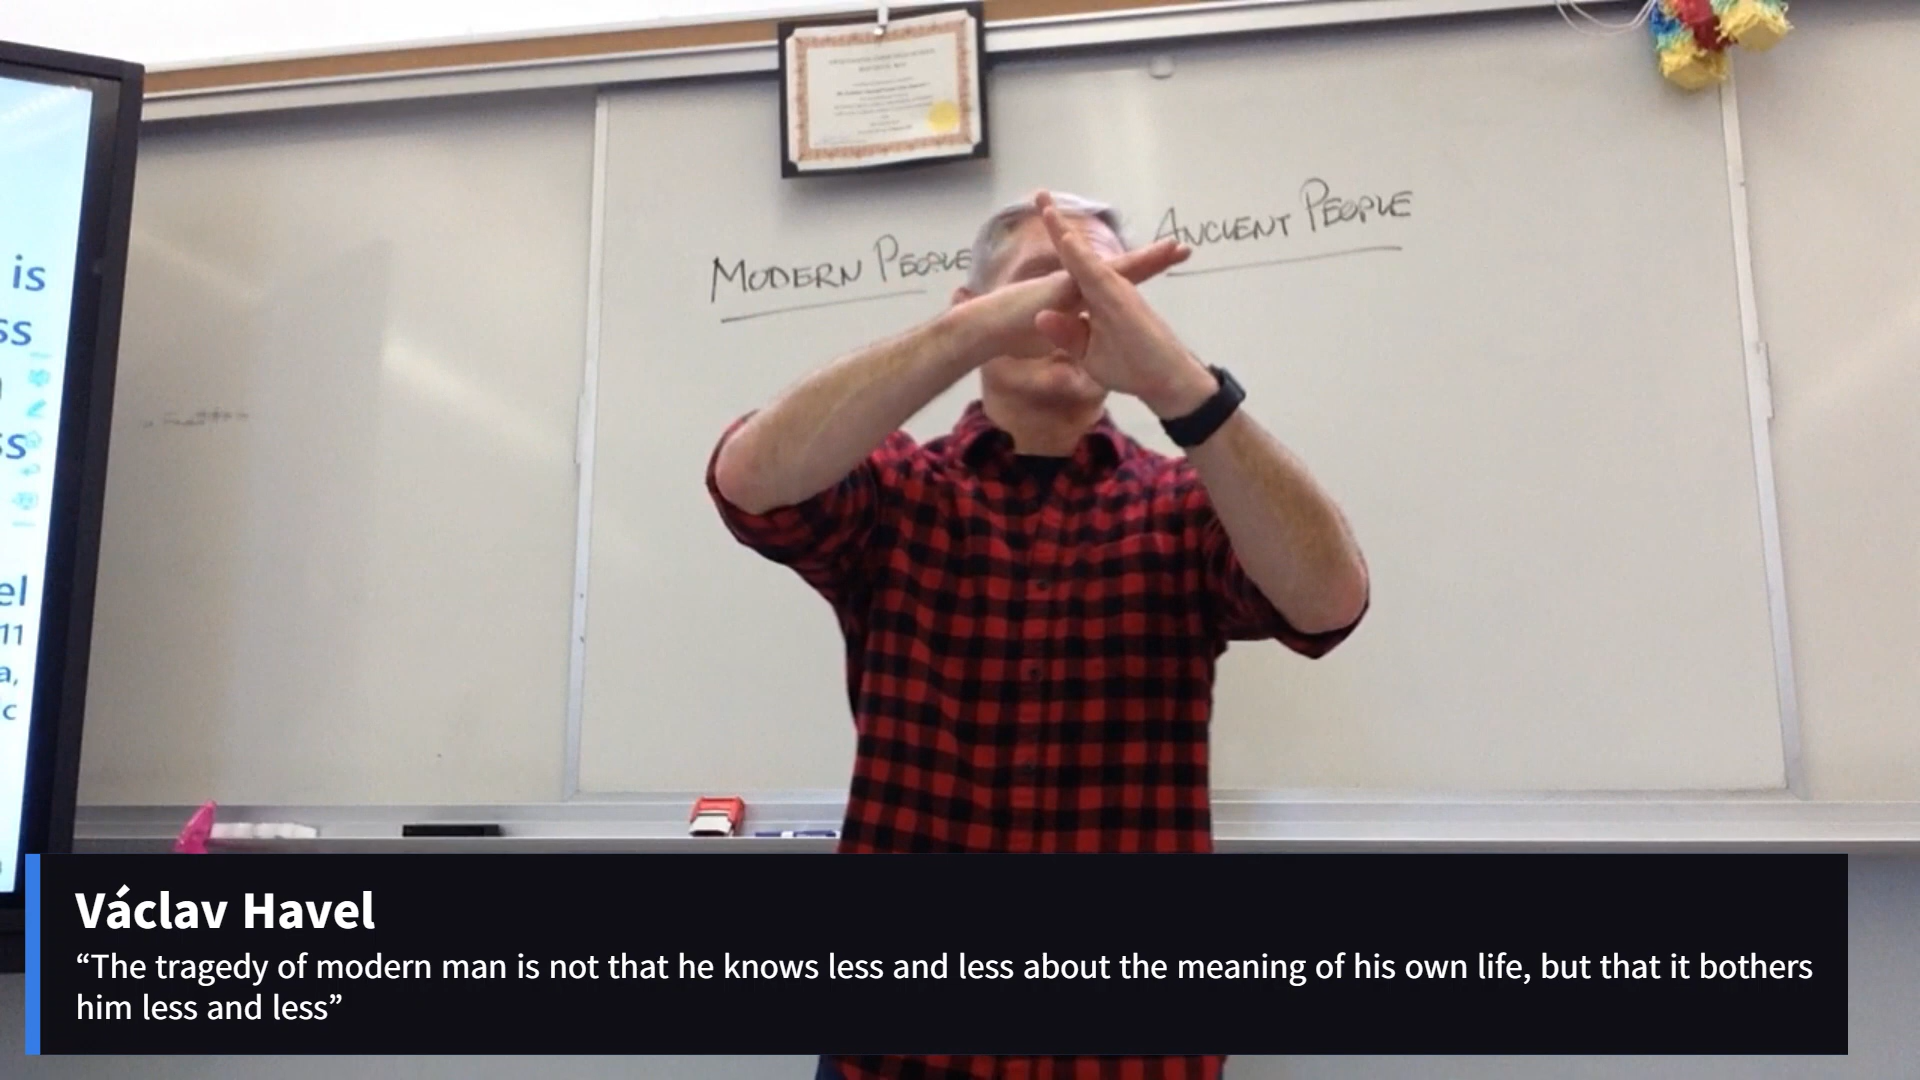 is
ss
ss
el
11
a,
c
MODERN PEOPLE
ANCIENT PEOPLE
Václav Havel
“The tragedy of modern man is not that he knows less and less about the meaning of his own life, but that it bothers
him less and less”